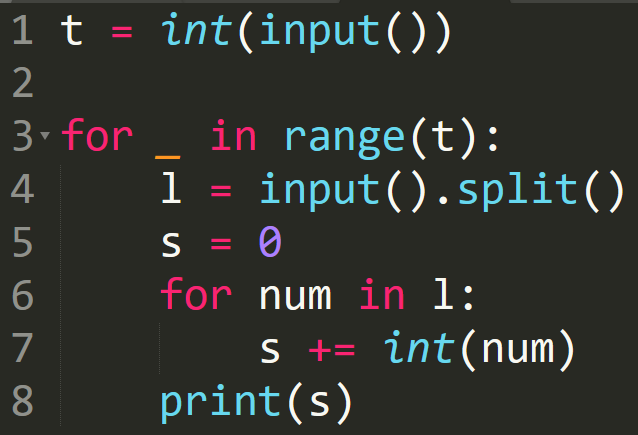 1 t = int(input())
2
3 for _ in range(t):
4     l = input().split()
5     s = 0
6     for num in l:
7         s += int(num)
8     print(s)